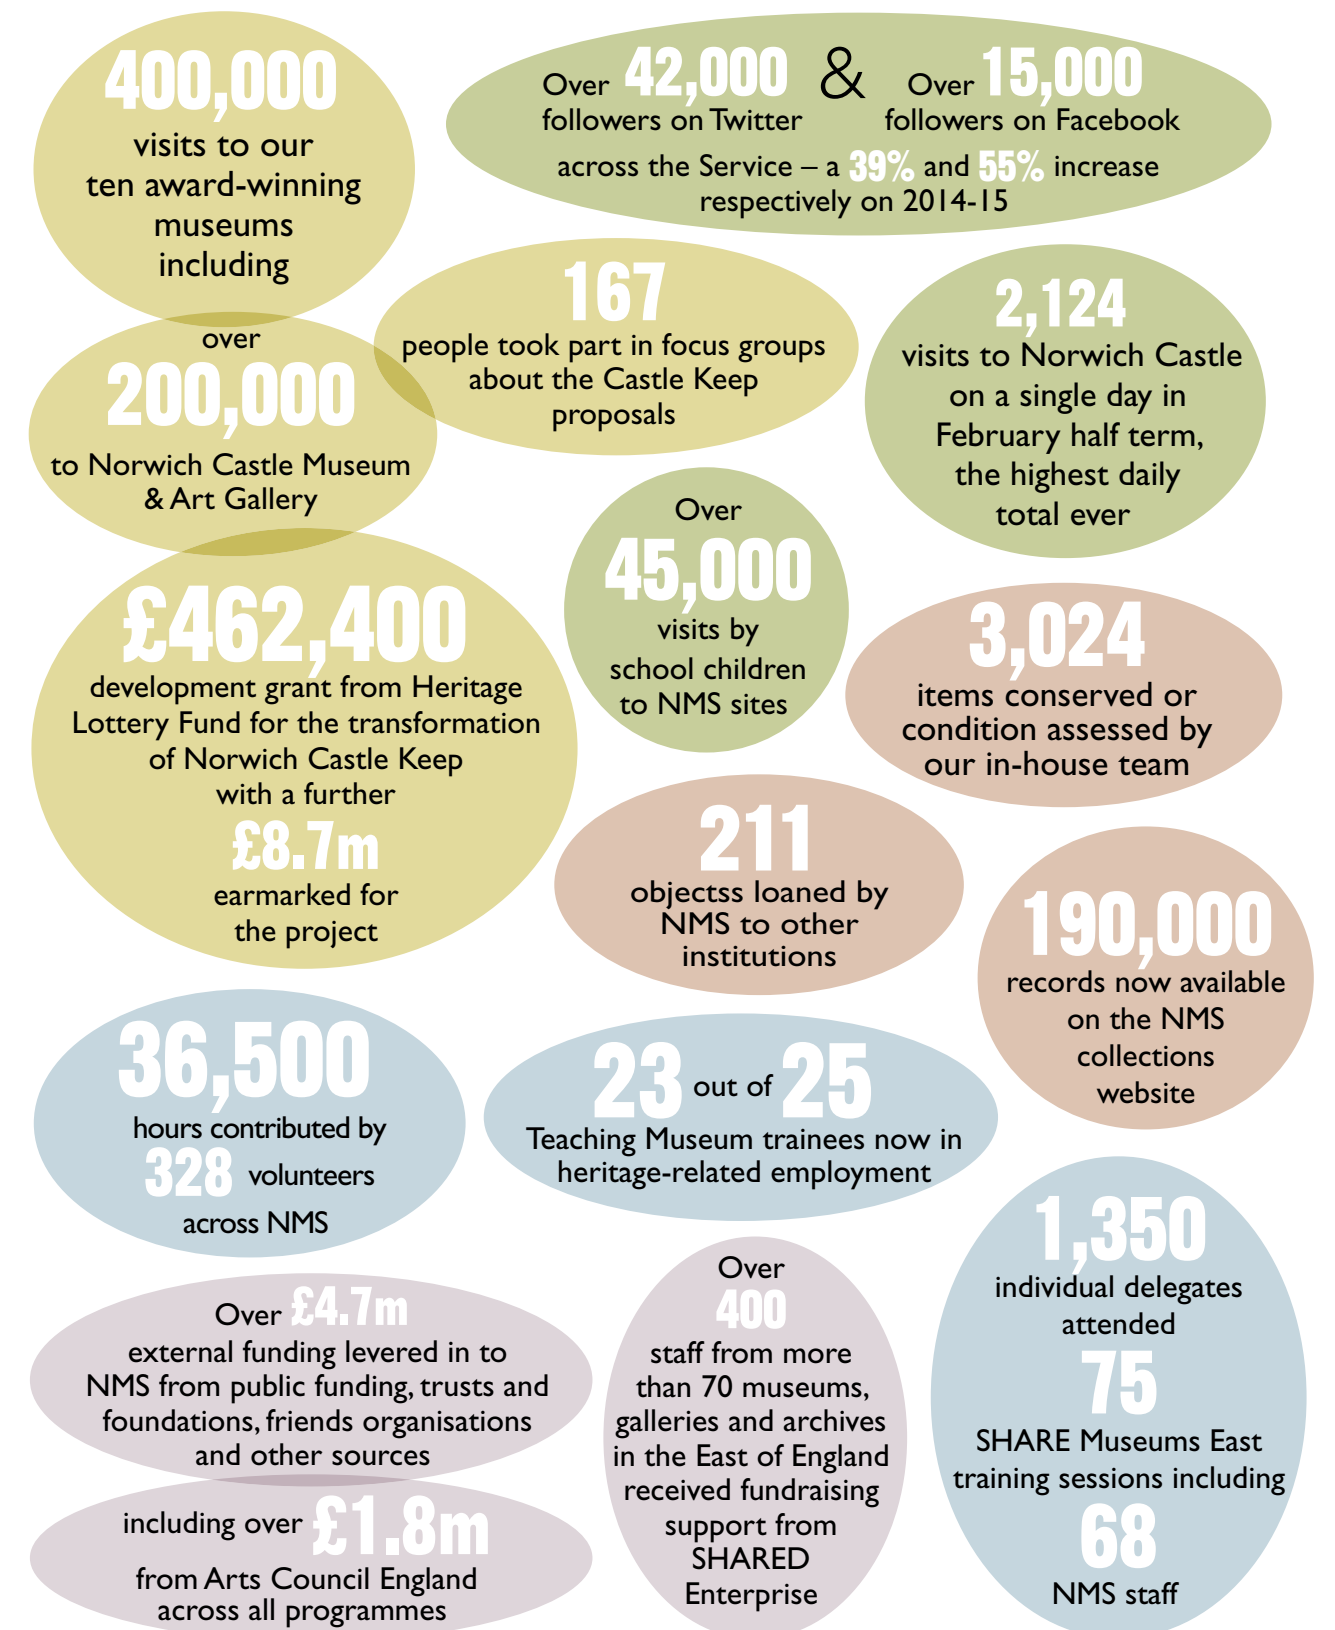 400,000
visits to our
ten award-winning
museums
including
over
200,000
to Norwich Castle Museum
& Art Gallery
Over 42,000 & Over 15,000
followers on Twitter followers on Facebook
across the Service – a 39% and 55% increase
respectively on 2014-15
167
people took part in focus groups
about the Castle Keep
proposals
2,124
visits to Norwich Castle
on a single day in
February half term,
the highest daily
total ever
£462,400
development grant from Heritage
Lottery Fund for the transformation
of Norwich Castle Keep
with a further
£8.7m
earmarked for
the project
Over
45,000
visits by
school children
to NMS sites
3,024
items conserved or
condition assessed by
our in-house team
211
objectss loaned by
NMS to other
institutions
190,000
records now available
on the NMS
collections
website
36,500
hours contributed by
328 volunteers
across NMS
23 out of 25
Teaching Museum trainees now in
heritage-related employment
1,350
individual delegates
attended
75
SHARE Museums East
training sessions including
68
NMS staff
Over £4.7m
external funding levered in to
NMS from public funding, trusts and
foundations, friends organisations
and other sources
including over £1.8m
from Arts Council England
across all programmes
Over
400
staff from more
than 70 museums,
galleries and archives
in the East of England
received fundraising
support from
SHARED
Enterprise